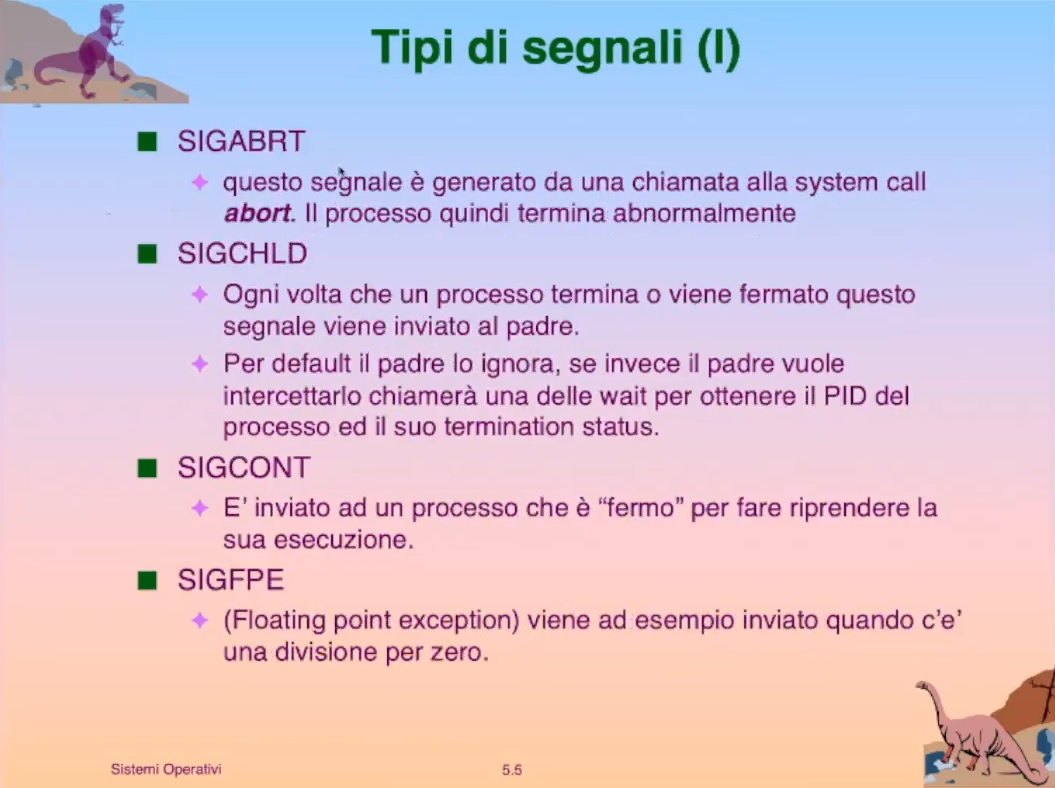 Tipi di segnali (I)
SIGABRT
questo segnale è generato da una chiamata alla system call
abort. Il processo quindi termina abnormalmente
SIGCHLD
Ogni volta che un processo termina o viene fermato questo
segnale viene inviato al padre.
Per default il padre lo ignora, se invece il padre vuole
intercettarlo chiamerà una delle wait per ottenere il PID del
processo ed il suo termination status.
SIGCONT
E’ inviato ad un processo che è “fermo” per fare riprendere la
sua esecuzione.
SIGFPE
(Floating point exception) viene ad esempio inviato quando c’e’
una divisione per zero.
Sistemi Operativi
5.5